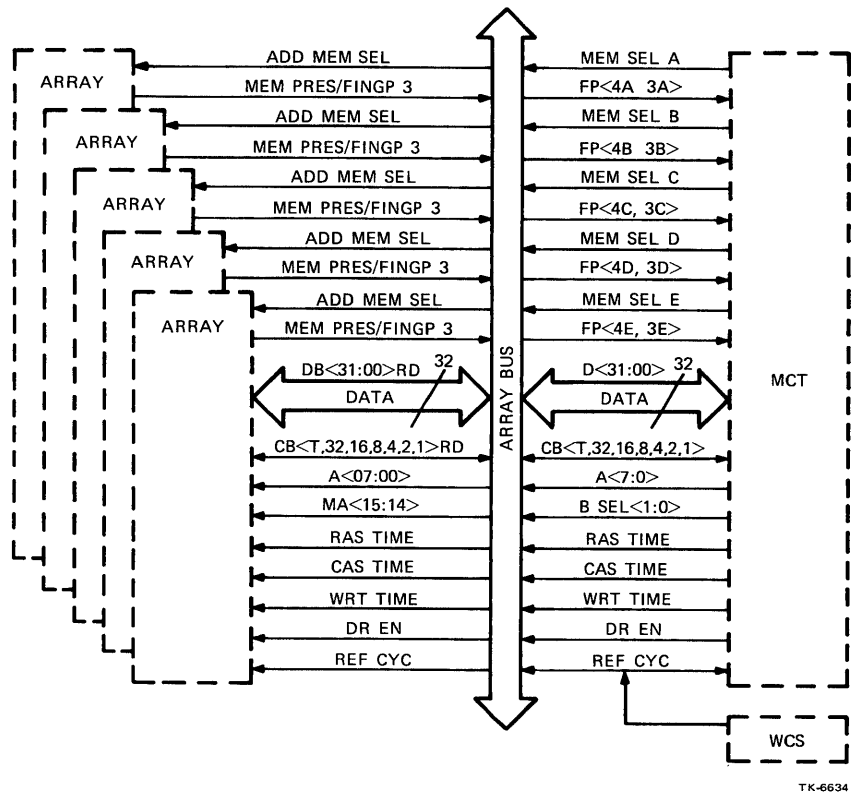 ADD MEM SEL MEM SEL A
ARRAY MEM PRES/FINGP 3 FP<4A 3A>
ADD MEM SEL MEM SEL B
ARRAY MEM PRES/FINGP 3 FP<4B 3B>
ADD MEM SEL MEM SEL C
ARRAY MEM PRES/FINGP 3 FP<4C, 3C>
ADD MEM SEL MEM SEL D
ARRAY MEM PRES/FINGP 3 FP<4D, 3D>
ADD MEM SEL MEM SEL E
ARRAY MEM PRES/FINGP 3 FP<4E, 3E>
DB<31:00>RD 32 D<31:00> 32
DATA ARRAY BUS DATA MCT
CB<T,32,16,8,4,2,1>RD CB<T,32,16,8,4,2,1>
A<07:00> A<7:0>
MA<15:14> B SEL<1:0>
RAS TIME RAS TIME
CAS TIME CAS TIME
WRT TIME WRT TIME
DR EN DR EN
REF CYC REF CYC
WCS
TK-6634